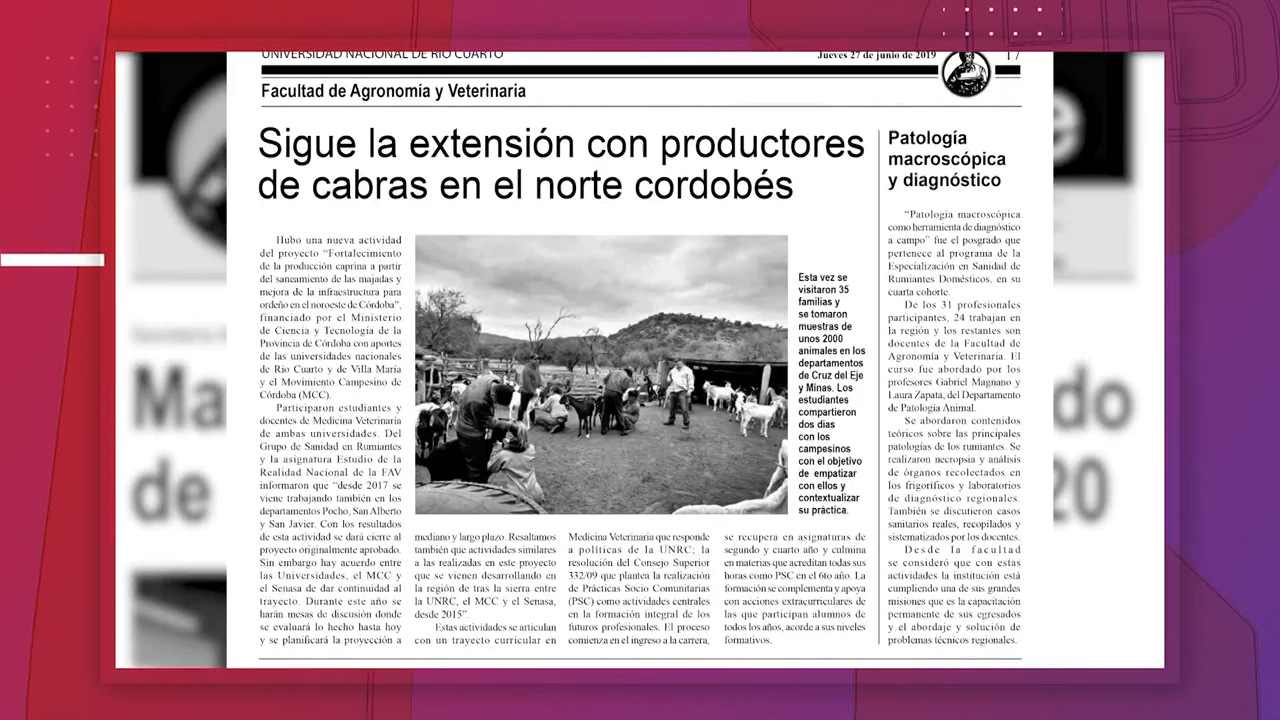 UNIVERSIDAD NACIONAL DE RÍO CUARTO
Jueves 27 de junio de 2019
17
Facultad de Agronomía y Veterinaria
Sigue la extensión con productores
de cabras en el norte cordobés
Hubo una nueva actividad
del proyecto “Fortalecimiento
de la producción caprina a partir
del saneamiento de las majadas y
mejora de la infraestructura para
ordeño en el noroeste de Córdoba”,
financiado por el Ministerio
de Ciencia y Tecnología de la
Provincia de Córdoba con aportes
de las universidades nacionales
de Río Cuarto y de Villa María
y el Movimiento Campesino de
Córdoba (MCC).
Participaron estudiantes y
docentes de Medicina Veterinaria
de ambas universidades. Del
Grupo de Sanidad en Rumiantes
y la asignatura Estudio de la
Realidad Nacional de la FAV
informaron que “desde 2017 se
viene trabajando también en los
departamentos Pocho, San Alberto
y San Javier. Con los resultados
de esta actividad se dará cierre al
proyecto originalmente aprobado.
Sin embargo hay acuerdo entre
las Universidades, el MCC y
el Senasa de dar continuidad al
trayecto. Durante este año se
harán mesas de discusión donde
se evaluará lo hecho hasta hoy
y se planificará la proyección a
mediano y largo plazo. Resaltamos
también que actividades similares
a las realizadas en este proyecto
que se vienen desarrollando en
la región de tras la sierra entre
la UNRC, el MCC y el Senasa,
desde 2015”.
Estas actividades se articulan
con un trayecto curricular en
Medicina Veterinaria que responde
a políticas de la UNRC; la
resolución del Consejo Superior
332/09 que plantea la realización
de Prácticas Socio Comunitarias
(PSC) como actividades centrales
en la formación integral de los
futuros profesionales. El proceso
comienza en el ingreso a la carrera,
se recupera en asignaturas de
segundo y cuarto año y culmina
en materias que acreditan todas sus
horas como PSC en el 6to año. La
formación se complementa y apoya
con acciones extracurriculares de
las que participan alumnos de
todos los años, acorde a sus niveles
formativos.
Esta vez se
visitaron 35
familias y
se tomaron
muestras de
unos 2000
animales en los
departamentos
de Cruz del Eje
y Minas. Los
estudiantes
compartieron
dos días
con los
campesinos
con el objetivo
de empatizar
con ellos y
contextualizar
su práctica.
Patología
macroscópica
y diagnóstico
“Patología macroscópica
como herramienta de diagnóstico
a campo” fue el posgrado que
pertenece al programa de la
Especialización en Sanidad de
Rumiantes Domésticos, en su
cuarta cohorte.
De los 31 profesionales
participantes, 24 trabajan en
la región y los restantes son
docentes de la Facultad de
Agronomía y Veterinaria. El
curso fue abordado por los
profesores Gabriel Magnano y
Laura Zapata, del Departamento
de Patología Animal.
Se abordaron contenidos
teóricos sobre las principales
patologías de los rumiantes. Se
realizaron necropsia y análisis
de órganos recolectados en
los frigoríficos y laboratorios
de diagnóstico regionales.
También se discutieron casos
sanitarios reales, recopilados y
sistematizados por los docentes.
Desde la facultad
se consideró que con estas
actividades la institución está
cumpliendo una de sus grandes
misiones que es la capacitación
permanente de sus egresados
y el abordaje y solución de
problemas técnicos regionales.
Ma
de
do
20